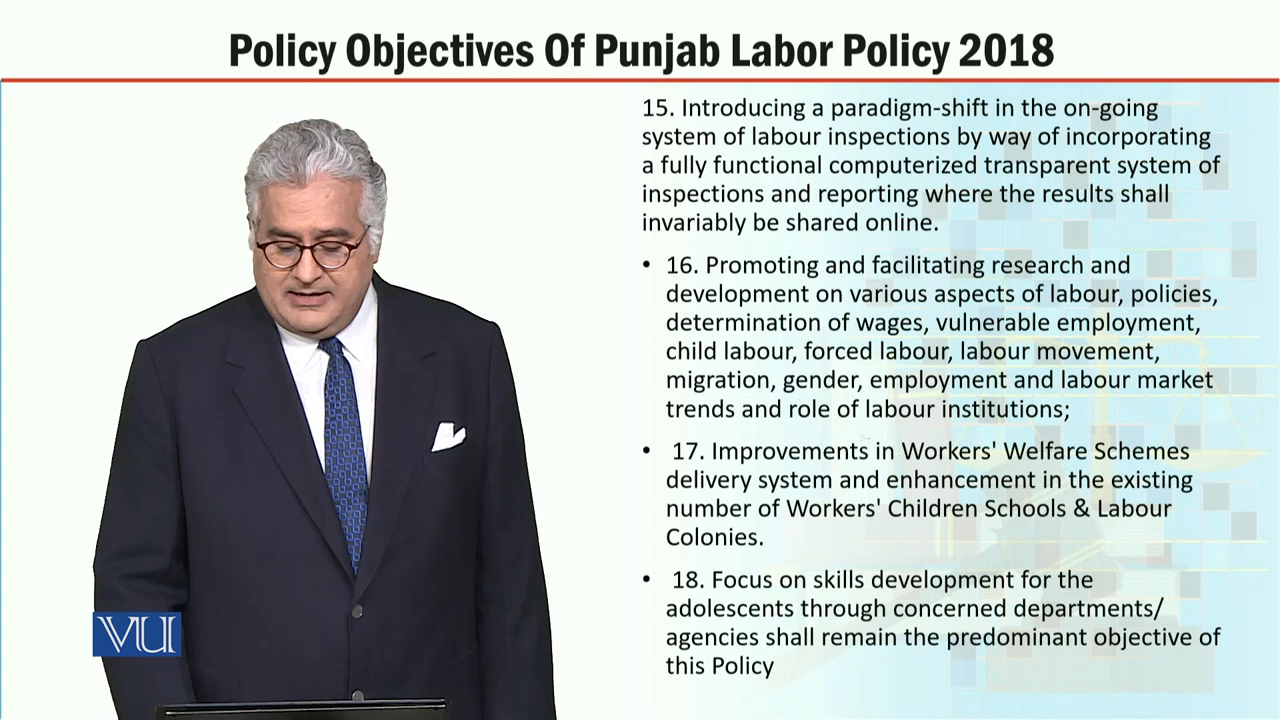 Policy Objectives Of Punjab Labor Policy 2018
15. Introducing a paradigm-shift in the on-going
system of labour inspections by way of incorporating
a fully functional computerized transparent system of
inspections and reporting where the results shall
invariably be shared online.
• 16. Promoting and facilitating research and
development on various aspects of labour, policies,
determination of wages, vulnerable employment,
child labour, forced labour, labour movement,
migration, gender, employment and labour market
trends and role of labour institutions;
• 17. Improvements in Workers' Welfare Schemes
delivery system and enhancement in the existing
number of Workers' Children Schools & Labour
Colonies.
• 18. Focus on skills development for the
adolescents through concerned departments/
agencies shall remain the predominant objective of
this Policy
VU